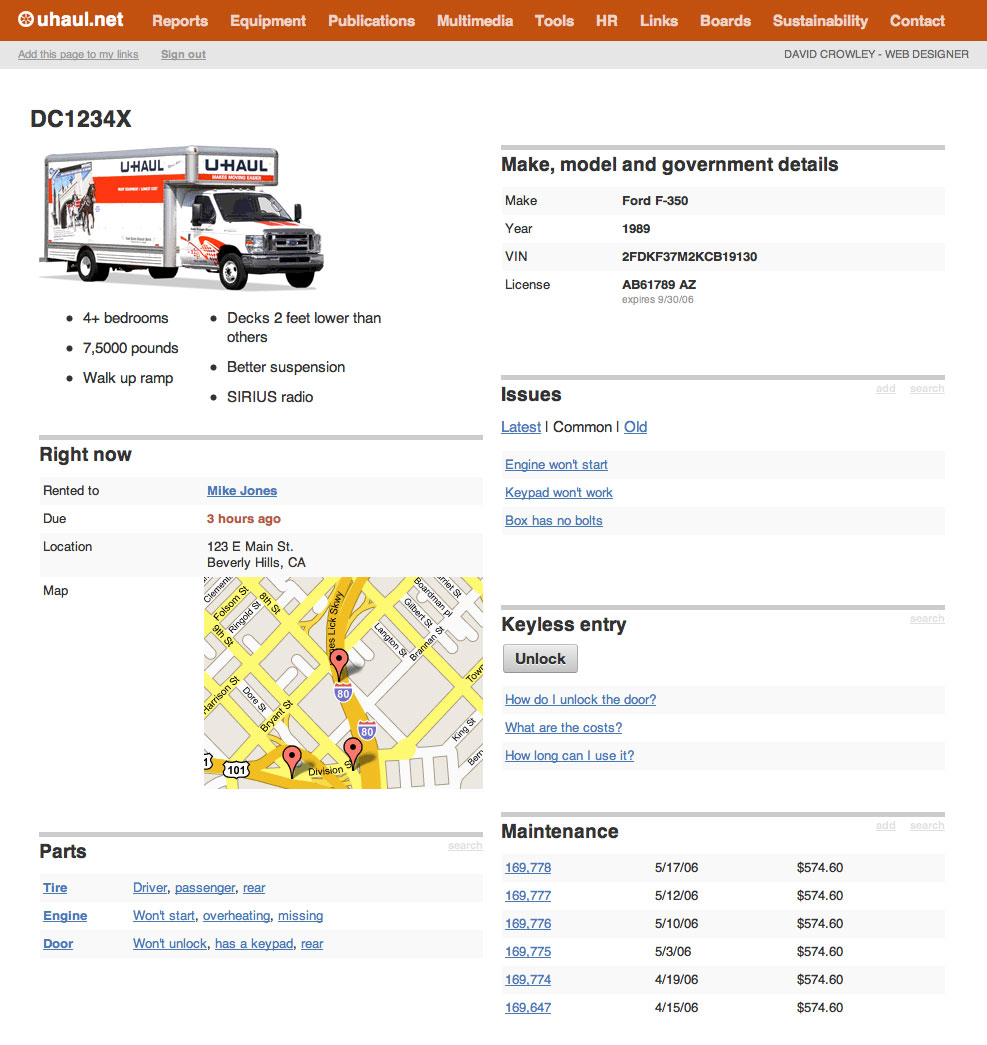 uhaul.net Reports Equipment Publications Multimedia Tools HR Links Boards Sustainability Contact
Add this page to my links Sign out DAVID CROWLEY - WEB DESIGNER
DC1234X
U-HAUL U-HAUL
MAKES MOVING EASIER
4+ bedrooms
7,5000 pounds
Walk up ramp
Decks 2 feet lower than
others
Better suspension
SIRIUS radio
Right now
Rented to Mike Jones
Due 3 hours ago
Location 123 E Main St.
Beverly Hills, CA
Map
Clement
Folsom St
8th St
Ringold St
9th St
Harrison St
Dore St
Bryant St
es Lick Skwy
Langton St
Gilbert St
Boardman pl
rriet St
Brannan St
Town
King St
Berr
80
80
1
101
Division S
Parts search
Tire Driver, passenger, rear
Engine Won't start, overheating, missing
Door Won't unlock, has a keypad, rear
Make, model and government details
Make Ford F-350
Year 1989
VIN 2FDKF37M2KCB19130
License AB61789 AZ
expires 9/30/06
Issues add search
Latest | Common | Old
Engine won't start
Keypad won't work
Box has no bolts
Keyless entry search
Unlock
How do I unlock the door?
What are the costs?
How long can I use it?
Maintenance add search
169,778 5/17/06 $574.60
169,777 5/12/06 $574.60
169,776 5/10/06 $574.60
169,775 5/3/06 $574.60
169,774 4/19/06 $574.60
169,647 4/15/06 $574.60